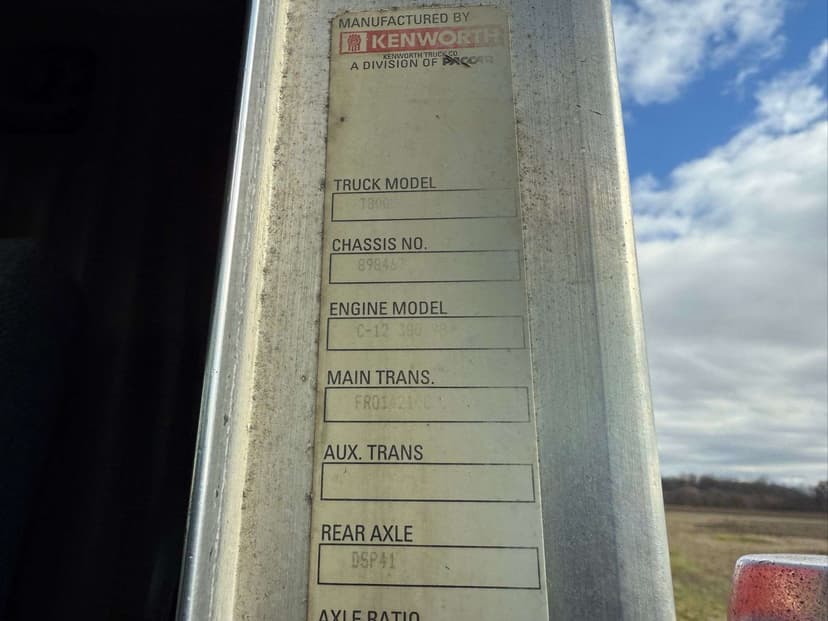 MANUFACTURED BY
KENWORTH
KENWORTH TRUCK CO.
A DIVISION OF PACCAR
TRUCK MODEL
T800
CHASSIS NO.
ENGINE MODEL
C-12
MAIN TRANS.
AUX. TRANS
REAR AXLE
DSP41
AXLE RATIO